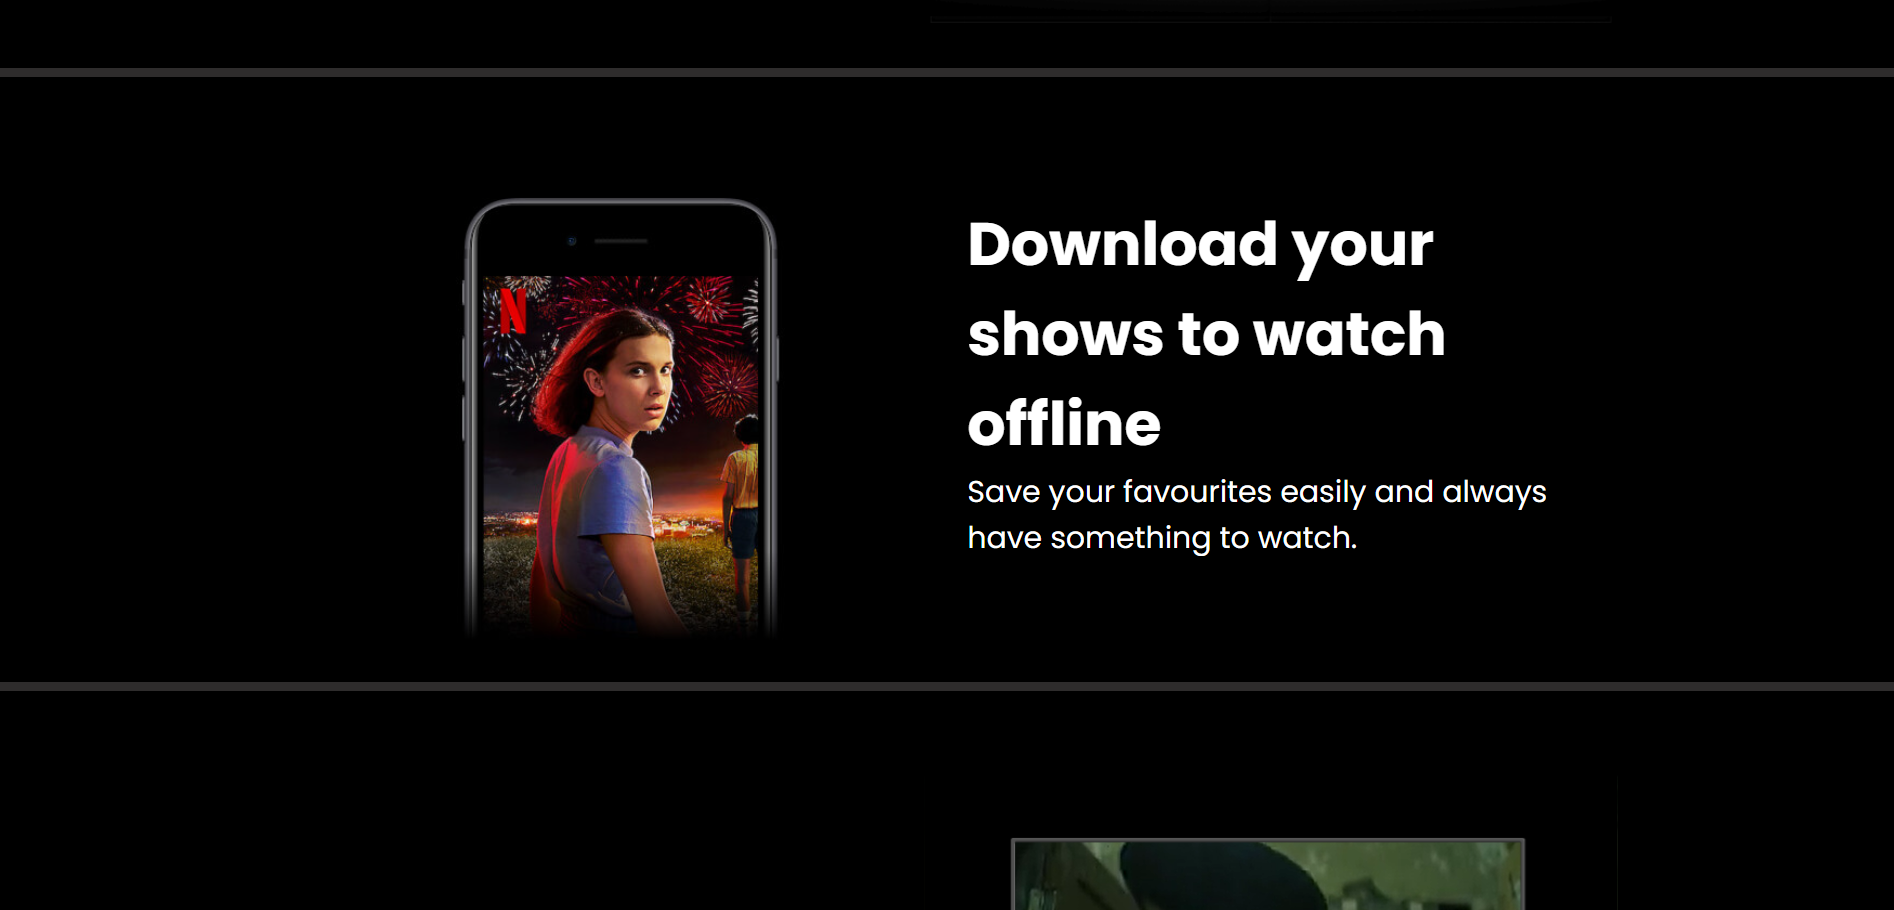 N
Download your
shows to watch
offline
Save your favourites easily and always
have something to watch.